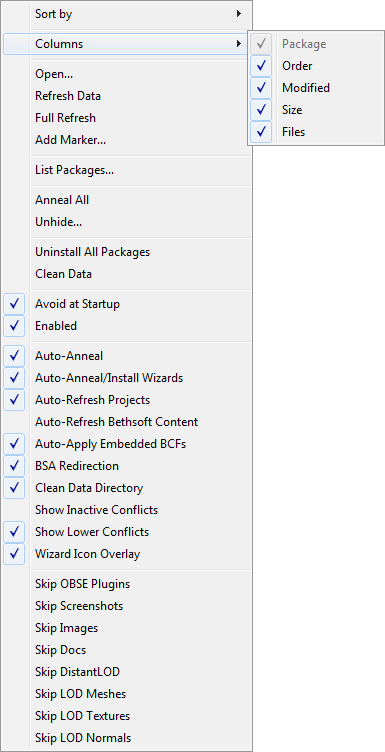 Sort by
Columns
Package
Order
Modified
Size
Files
Open...
Refresh Data
Full Refresh
Add Marker...
List Packages...
Anneal All
Unhide...
Uninstall All Packages
Clean Data
Avoid at Startup
Enabled
Auto-Anneal
Auto-Anneal/Install Wizards
Auto-Refresh Projects
Auto-Refresh Bethsoft Content
Auto-Apply Embedded BCFs
BSA Redirection
Clean Data Directory
Show Inactive Conflicts
Show Lower Conflicts
Wizard Icon Overlay
Skip OBSE Plugins
Skip Screenshots
Skip Images
Skip Docs
Skip DistantLOD
Skip LOD Meshes
Skip LOD Textures
Skip LOD Normals